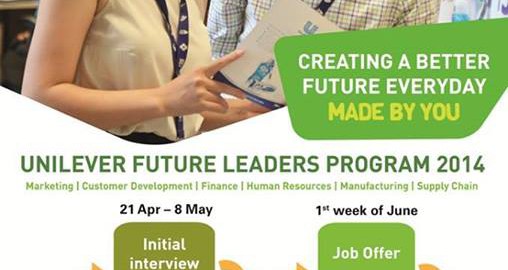 CREATING A BETTER
FUTURE EVERYDAY
MADE BY YOU
UNILEVER FUTURE LEADERS PROGRAM 2014
Marketing | Customer Development | Finance | Human Resources | Manufacturing | Supply Chain
21 Apr – 8 May
1st week of June
Initial
interview
Job Offer